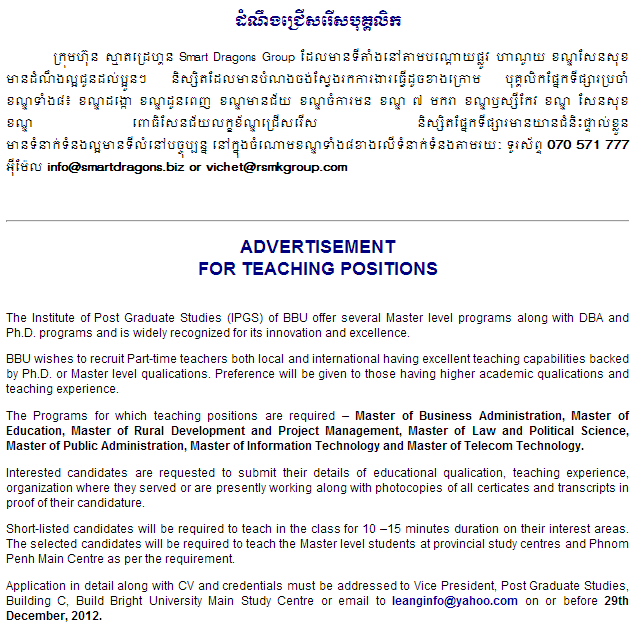 ដំណឹងជ្រើសរើសបុគ្គលិក
ក្រុមហ៊ុន ស្មាតដ្រេហ្គន Smart Dragons Group ដែលមានទីតាំងនៅតាមបណ្តោយផ្លូវ ហាណូយ ខណ្ឌសែនសុខ
មានដំណឹងល្អជូនដល់ប្អូនៗ និស្សិតដែលមានបំណងចង់ស្វែងរកការងារធ្វើដូចខាងក្រោម បុគ្គលិកផ្នែកទីផ្សារប្រចាំ
ខណ្ឌទាំង៨៖ ខណ្ឌដង្កោ ខណ្ឌដូនពេញ ខណ្ឌមានជ័យ ខណ្ឌចំការមន ខណ្ឌ ៧ មករា ខណ្ឌឫស្សីកែវ ខណ្ឌ សែនសុខ
ខណ្ឌ ពោធិសែនជ័យលក្ខខ័ណ្ឌជ្រើសរើស និស្សិតផ្នែកទីផ្សារមានយានជំនិះផ្ទាល់ខ្លួន
មានទំនាក់ទំនងល្អមានទីលំនៅបច្ចុប្បន្ន នៅក្នុងចំណោមខណ្ឌទាំង៨ខាងលើទំនាក់ទំនងតាមរយៈ ទូរស័ព្ទ 070 571 777
អ៊ីម៉ែល info@smartdragons.biz or vichet@rsmkgroup.com
ADVERTISEMENT
FOR TEACHING POSITIONS
The Institute of Post Graduate Studies (IPGS) of BBU offer several Master level programs along with DBA and
Ph.D. programs and is widely recognized for its innovation and excellence.
BBU wishes to recruit Part-time teachers both local and international having excellent teaching capabilities backed
by Ph.D. or Master level qualications. Preference will be given to those having higher academic qualications and
teaching experience.
The Programs for which teaching positions are required – Master of Business Administration, Master of
Education, Master of Rural Development and Project Management, Master of Law and Political Science,
Master of Public Administration, Master of Information Technology and Master of Telecom Technology.
Interested candidates are requested to submit their details of educational qualication, teaching experience,
organization where they served or are presently working along with photocopies of all certicates and transcripts in
proof of their candidature.
Short-listed candidates will be required to teach in the class for 10 –15 minutes duration on their interest areas.
The selected candidates will be required to teach the Master level students at provincial study centres and Phnom
Penh Main Centre as per the requirement.
Application in detail along with CV and credentials must be addressed to Vice President, Post Graduate Studies,
Building C, Build Bright University Main Study Centre or email to leanginfo@yahoo.com on or before 29th
December, 2012.